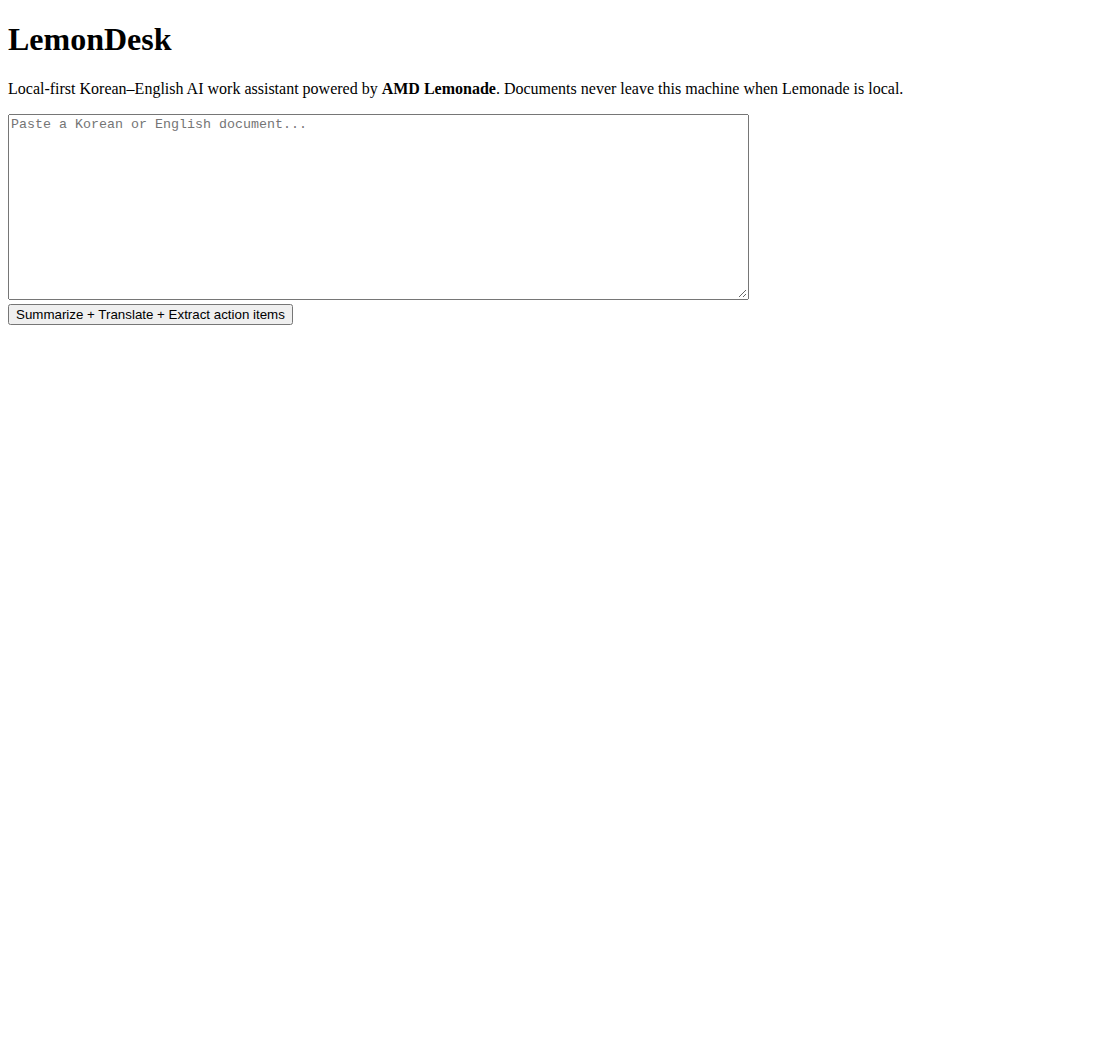 LemonDesk
Local-first Korean–English AI work assistant powered by AMD Lemonade. Documents never leave this machine when Lemonade is local.
Paste a Korean or English document...
Summarize + Translate + Extract action items